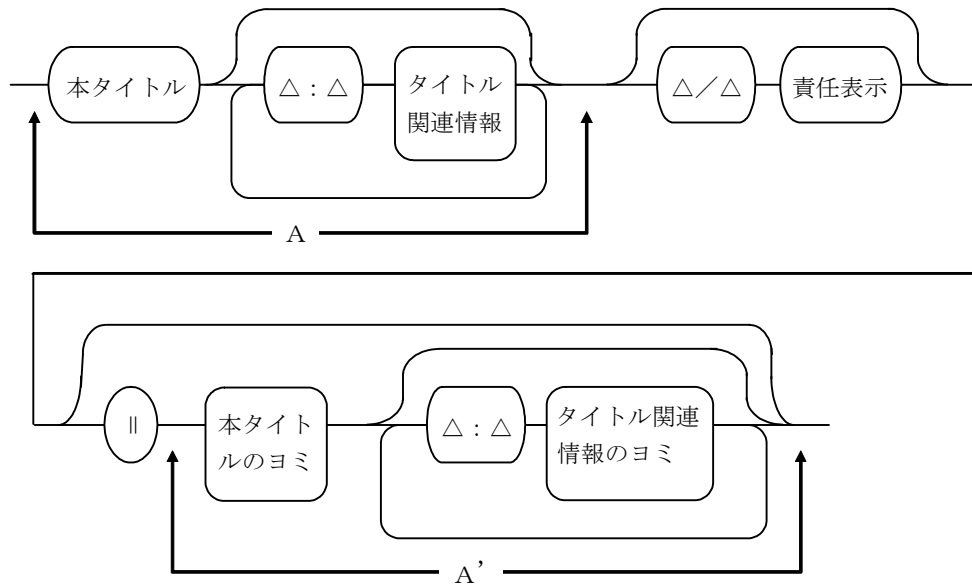 本タイトル
△：△
タイトル
関連情報
△／△
責任表示
A
||
本タイト
ルのヨミ
△：△
タイトル関連
情報のヨミ
A’